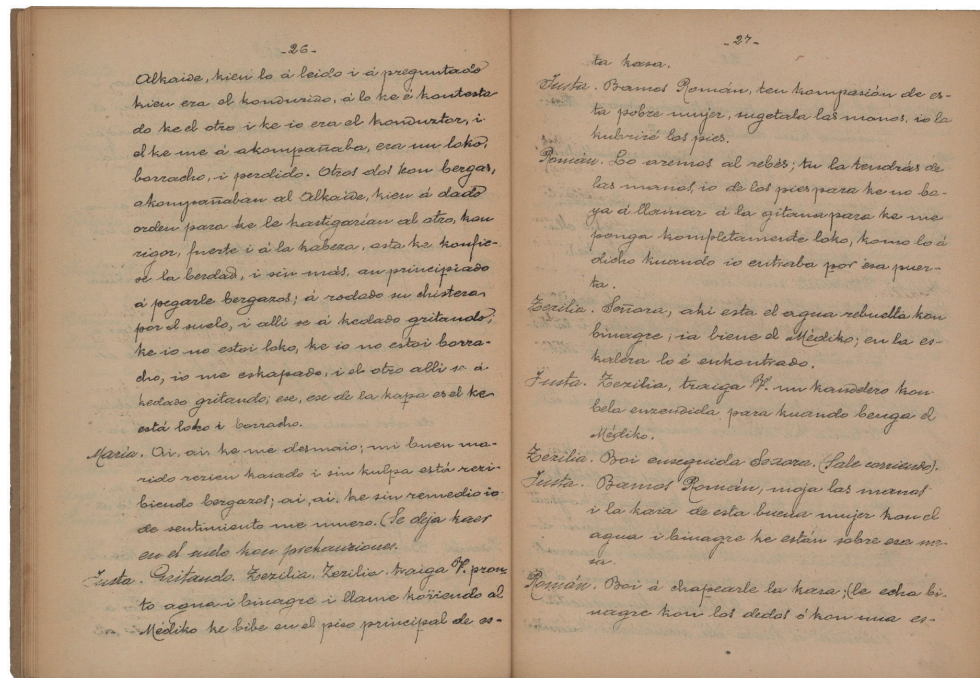 -26-
Alkaide, kien lo á leido i á preguntado
kien era el konduzido, á lo ke é kontesta
do ke el otro i ke io era el konduztor, i
el ke me á akompañaba, era un loko,
borracho, i perdido. Otros dos kon bergas,
akompañaban al Alkaide, kien á dado
orden para ke le kastigarían al otro, kon
rigor, fuerte i á la kabeza, asta ke konfie-
se la berdad, i sin más, an prinzipiado
á pegarle bergazos; á rodado su chistera
por el suelo, i allí se á kedado gritando,
ke io no estoi loko, ke io no estoi borra-
cho, io me eskapado, i el otro allí se á
kedado gritando; ese, ese de la kapa es el ke
está loko i borracho.
María. Ai, ai, ke me desmaio; mi buen ma-
rido rezien kasado i sin kulpa está rezi-
biendo bergazos; ai, ai, ke sin remedio io
de sentimiento me muero. (Se deja kaer
en el suelo kon prekauziones.
Justa. Gritando. Zezilia, Zezilia, traiga V. pron
to agua i binagre i llame korriendo al
Médiko ke bibe en el piso prinzipal de es-
-27-
ta kasa.
Justa. Bamos Román, ten kompasión de es-
ta pobre mujer, sugetala las manos, io la
kubriré los pies.
Román. Lo aremos al rebés; tu la tendrás de
las manos, io de los pies para ke no ba-
ya á llamar á la gitana para ke me
ponga kompletamente loko, komo lo á
dicho kuando io entraba por esa puer-
ta.
Zezilia. Señora, aki esta el agua rebuelta kon
binagre; ia biene el Médiko; en la es-
kalera lo é enkontrado.
Justa. Zezilia, traiga V. un kandelero kon
bela enzendida para kuando benga el
Médiko.
Zezilia. Boi enseguida Señora. (Sale corriendo).
Justa. Bamos Román, moja las manos
i la kara de esta buena mujer kon el
agua i binagre ke están sobre esa me-
sa.
Román. Boi á chapearle la kara; (le echa bi-
nagre kon los dedos ó kon una es-